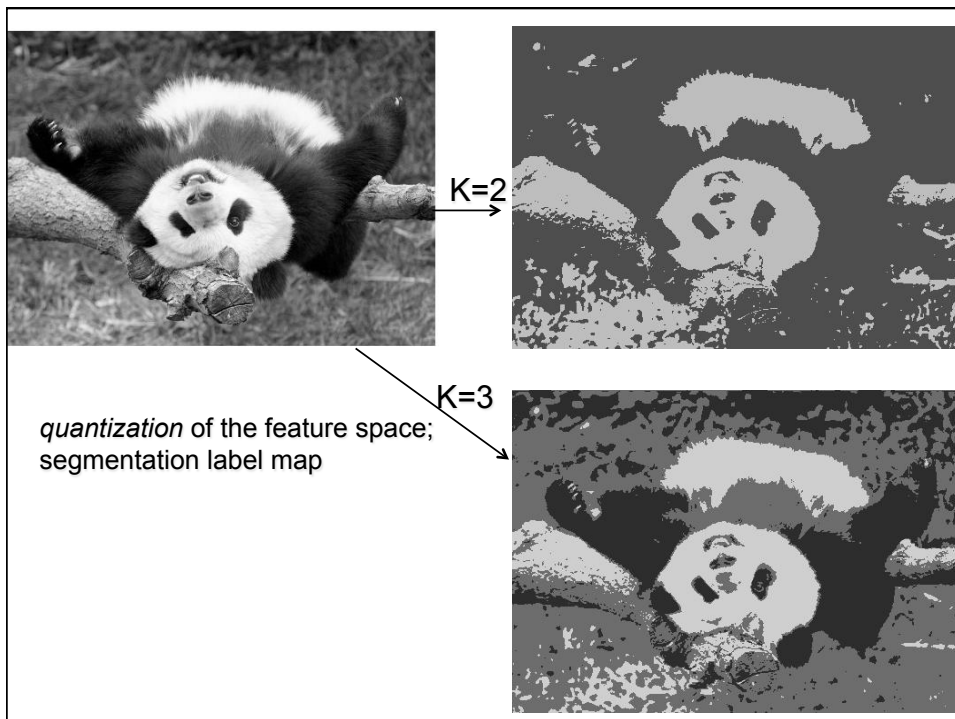 K=2
K=3
quantization of the feature space;
segmentation label map